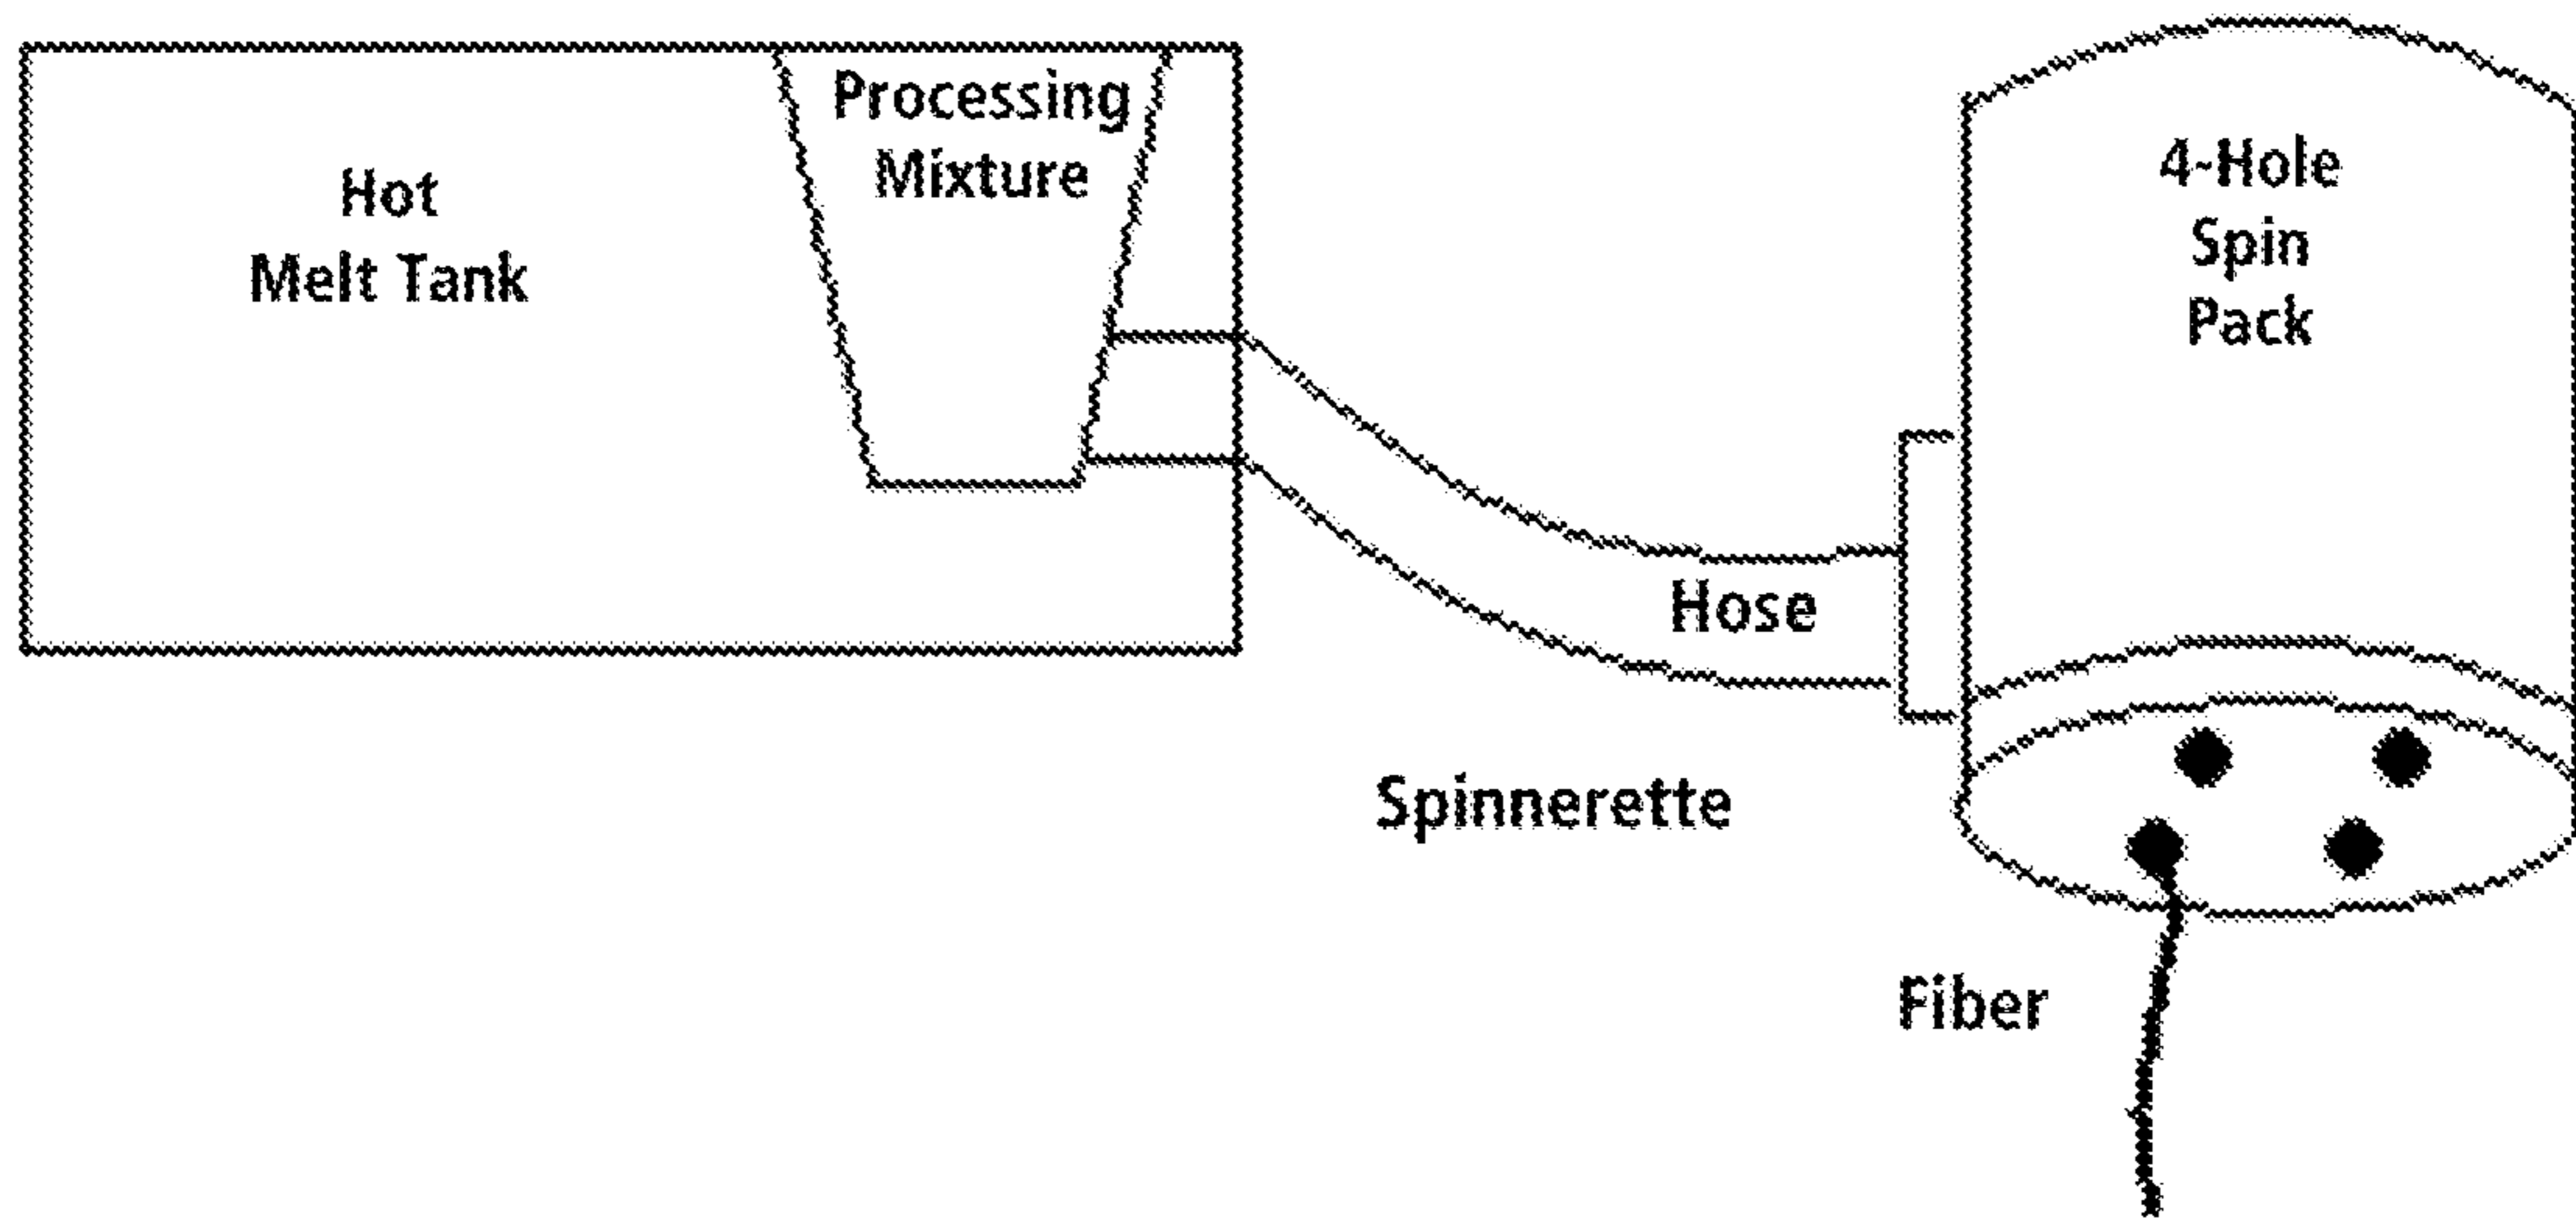 Hot
Melt Tank
Processing
Mixture
4-Hole
Spin
Pack
Hose
Spinnerette
Fiber